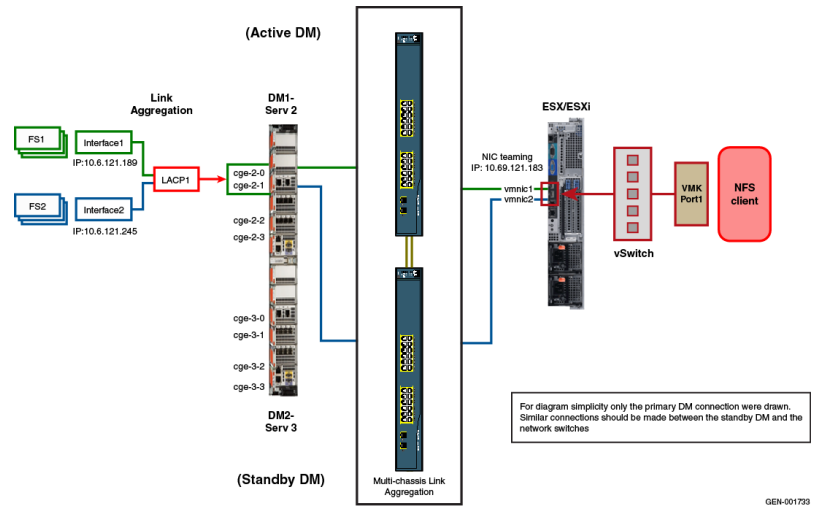 (Active DM)
Link
Aggregation
DM1-
Serv 2
ESX/ESXi
FS1
Interface1
IP:10.6.121.189
LACP1
FS2
Interface2
IP:10.6.121.245
cge-2-0
cge-2-1
cge-2-2
cge-2-3
cge-3-0
cge-3-1
cge-3-2
cge-3-3
DM2-
Serv 3
(Standby DM)
Multi-chassis Link
Aggregation
NIC teaming
IP: 10.69.121.183
vmnic1
vmnic2
vSwitch
VMK
Port1
NFS
client
For diagram simplicity only the primary DM connection were drawn.
Similar connections should be made between the standby DM and the
network switches
GEN-001733